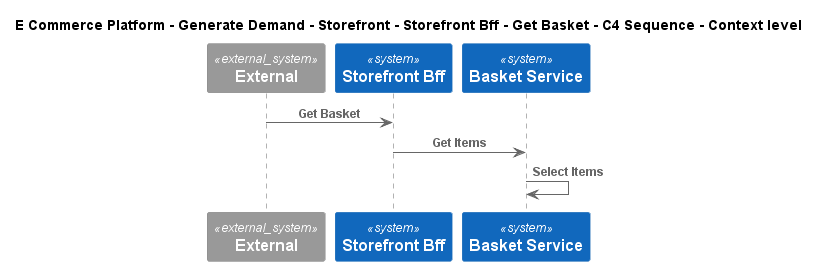 E Commerce Platform - Generate Demand - Storefront - Storefront Bff - Get Basket - C4 Sequence - Context level
«external_system» «system» «system»
External Storefront Bff Basket Service
Get Basket
Get Items
Select Items
«external_system» «system» «system»
External Storefront Bff Basket Service